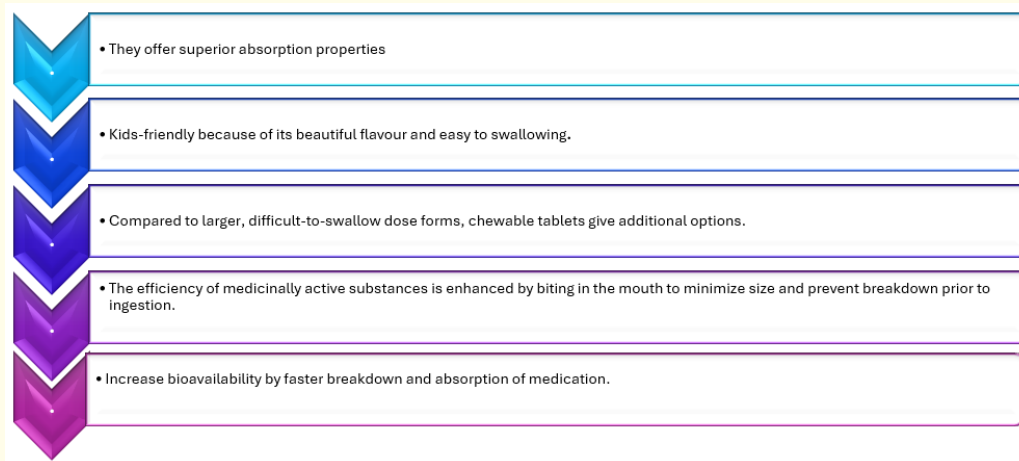 • They offer superior absorption properties
• Kids-friendly because of its beautiful flavour and easy to swallowing.
• Compared to larger, difficult-to-swallow dose forms, chewable tablets give additional options.
• The efficiency of medicinally active substances is enhanced by biting in the mouth to minimize size and prevent breakdown prior to
ingestion.
• Increase bioavailability by faster breakdown and absorption of medication.